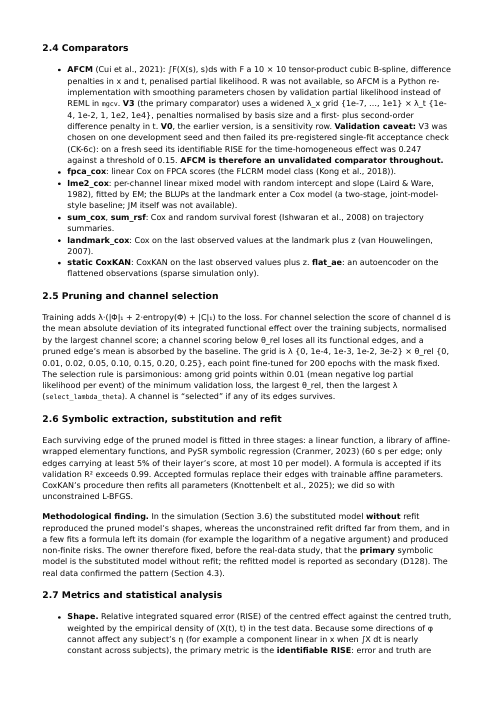 2.4 Comparators
• AFCM (Cui et al., 2021): ∫F(X(s), s)ds with F a 10 × 10 tensor-product cubic B-spline, difference
penalties in x and t, penalised partial likelihood. R was not available, so AFCM is a Python re-
implementation with smoothing parameters chosen by validation partial likelihood instead of
REML in mgcv. V3 (the primary comparator) uses a widened λ_x grid {1e-7, ..., 1e1} × λ_t {1e-
4, 1e-2, 1, 1e2, 1e4}, penalties normalised by basis size and a first- plus second-order
difference penalty in t. V0, the earlier version, is a sensitivity row. Validation caveat: V3 was
chosen on one development seed and then failed its pre-registered single-fit acceptance check
(CK-6c): on a fresh seed its identifiable RISE for the time-homogeneous effect was 0.247
against a threshold of 0.15. AFCM is therefore an unvalidated comparator throughout.
• fpca_cox: linear Cox on FPCA scores (the FLCRM model class (Kong et al., 2018)).
• lme2_cox: per-channel linear mixed model with random intercept and slope (Laird & Ware,
1982), fitted by EM; the BLUPs at the landmark enter a Cox model (a two-stage, joint-model-
style baseline; JM itself was not available).
• sum_cox, sum_rsf: Cox and random survival forest (Ishwaran et al., 2008) on trajectory
summaries.
• landmark_cox: Cox on the last observed values at the landmark plus z (van Houwelingen,
2007).
• static CoxKAN: CoxKAN on the last observed values plus z. flat_ae: an autoencoder on the
flattened observations (sparse simulation only).
2.5 Pruning and channel selection
Training adds λ·(|Φ|₁ + 2·entropy(Φ) + |C|₁) to the loss. For channel selection the score of channel d is
the mean absolute deviation of its integrated functional effect over the training subjects, normalised
by the largest channel score; a channel scoring below θ_rel loses all its functional edges, and a
pruned edge's mean is absorbed by the baseline. The grid is λ {0, 1e-4, 1e-3, 1e-2, 3e-2} × θ_rel {0,
0.01, 0.02, 0.05, 0.10, 0.15, 0.20, 0.25}, each point fine-tuned for 200 epochs with the mask fixed.
The selection rule is parsimonious: among grid points within 0.01 (mean negative log partial
likelihood per event) of the minimum validation loss, the largest θ_rel, then the largest λ
(select_lambda_theta). A channel is "selected" if any of its edges survives.
2.6 Symbolic extraction, substitution and refit
Each surviving edge of the pruned model is fitted in three stages: a linear function, a library of affine-
wrapped elementary functions, and PySR symbolic regression (Cranmer, 2023) (60 s per edge; only
edges carrying at least 5% of their layer's score, at most 10 per model). A formula is accepted if its
validation R² exceeds 0.99. Accepted formulas replace their edges with trainable affine parameters.
CoxKAN's procedure then refits all parameters (Knottenbelt et al., 2025); we did so with
unconstrained L-BFGS.
Methodological finding. In the simulation (Section 3.6) the substituted model without refit
reproduced the pruned model's shapes, whereas the unconstrained refit drifted far from them, and in
a few fits a formula left its domain (for example the logarithm of a negative argument) and produced
non-finite risks. The owner therefore fixed, before the real-data study, that the primary symbolic
model is the substituted model without refit; the refitted model is reported as secondary (D128). The
real data confirmed the pattern (Section 4.3).
2.7 Metrics and statistical analysis
• Shape. Relative integrated squared error (RISE) of the centred effect against the centred truth,
weighted by the empirical density of (X(t), t) in the test data. Because some directions of φ
cannot affect any subject's η (for example a component linear in x when ∫X dt is nearly
constant across subjects), the primary metric is the identifiable RISE: error and truth are